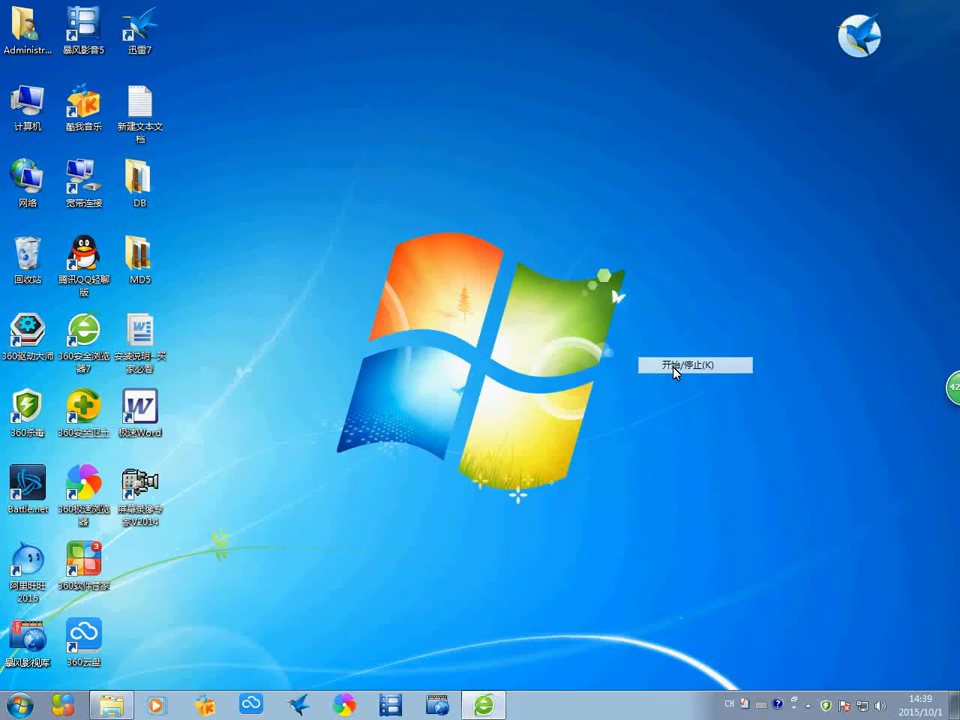 Administr...
暴风影音5
迅雷7
计算机
酷我音乐
新建文本文
档
网络
宽带连接
DB
回收站
腾讯QQ轻聊
版
MD5
360驱动大师
360安全浏览
器7
安装说明--天
家必看
360杀毒
360安全卫士
极速Word
Battle.net
360极速浏览
器
屏幕录像专
家V2014
阿里旺旺
2015
3
360软件管家
暴风影视库
360云盘
开始/停止(K)
42
CH
14:39
2015/10/1